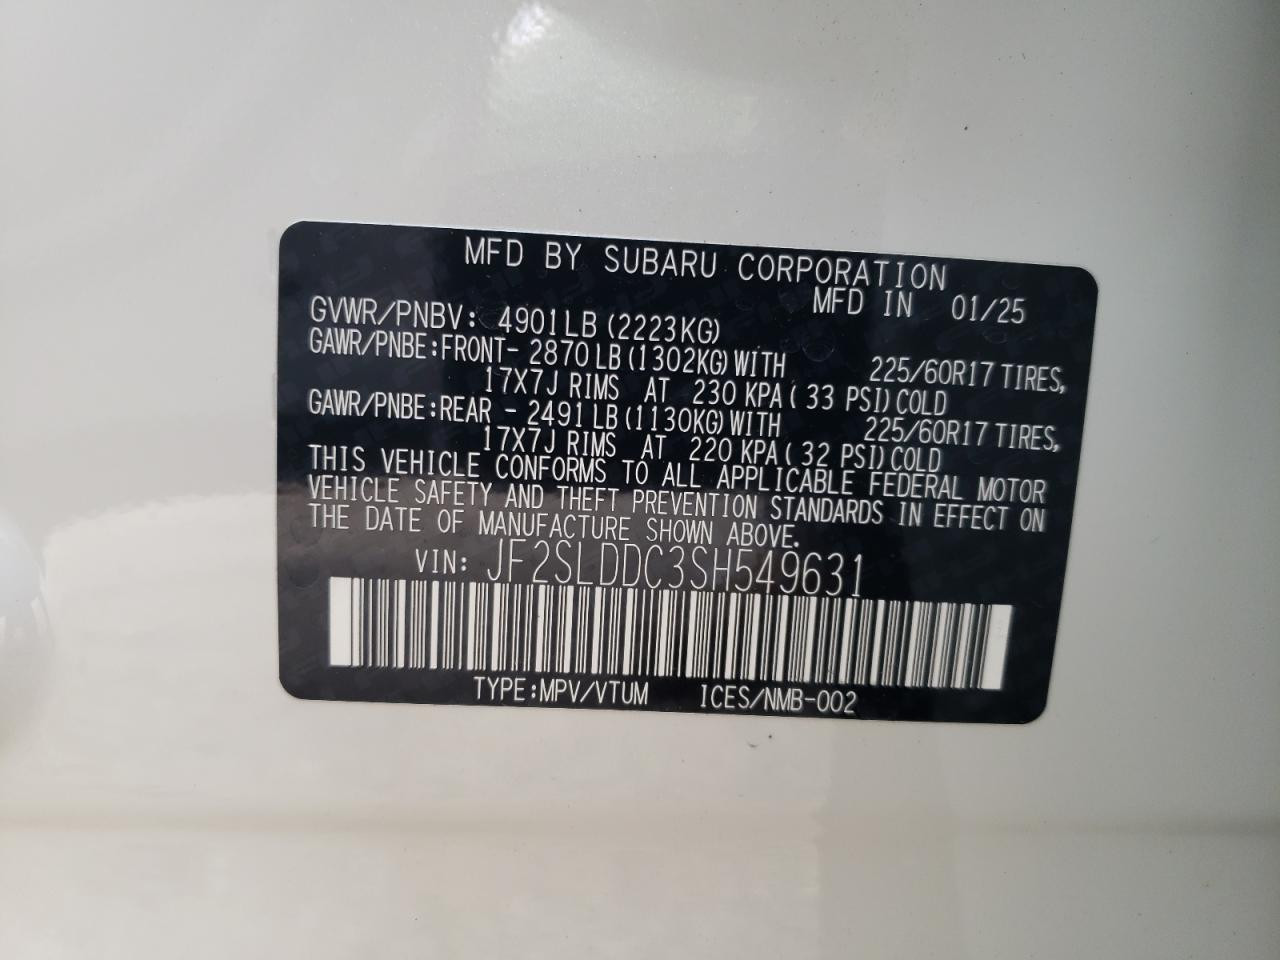 MFD BY SUBARU CORPORATION
MFD IN 01/25
GVWR/PNBV: 4901LB (2223KG)
GAWR/PNBE:FRONT- 2870LB (1302KG)WITH 225/60R17 TIRES,
17X7J RIMS AT 230 KPA( 33 PSI)COLD
GAWR/PNBE:REAR - 2491LB (1130KG)WITH 225/60R17 TIRES,
17X7J RIMS AT 220 KPA( 32 PSI)COLD
THIS VEHICLE CONFORMS TO ALL APPLICABLE FEDERAL MOTOR
VEHICLE SAFETY AND THEFT PREVENTION STANDARDS IN EFFECT ON
THE DATE OF MANUFACTURE SHOWN ABOVE.
VIN: JF2SLDDC3SH549631
TYPE:MPV/VTUM ICES/NMB-002